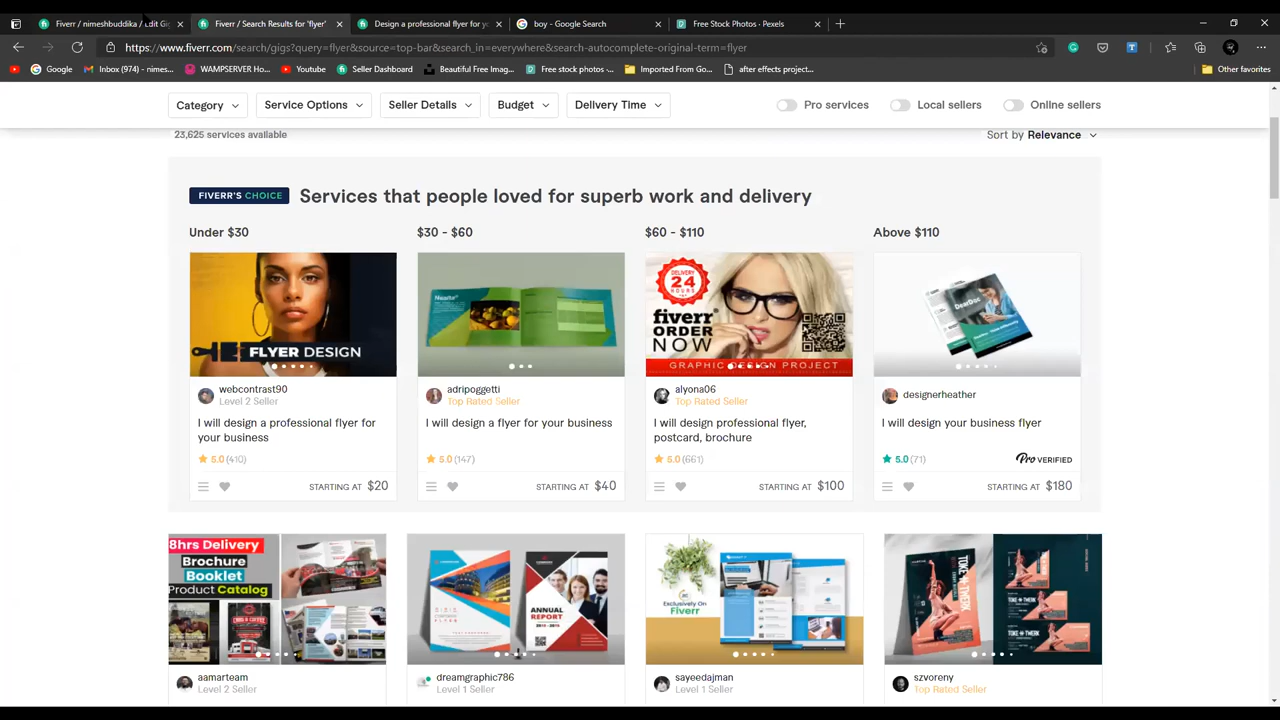 Fiverr / nimeshbuddika / Edit Gi
Fiverr / Search Results for 'flyer'
Design a professional flyer for yo
boy - Google Search
Free Stock Photos · Pexels
https://www.fiverr.com/search/gigs?query=flyer&source=top-bar&search_in=everywhere&search-autocomplete-original-term=flyer
Google
Inbox (974) - nimes...
WAMPSERVER Ho...
Youtube
Seller Dashboard
Beautiful Free Imag...
Free stock photos ·...
Imported From Go...
after effects project...
Other favorites
Category
Service Options
Seller Details
Budget
Delivery Time
Pro services
Local sellers
Online sellers
23,625 services available
Sort by Relevance
FIVERR'S CHOICE
Services that people loved for superb work and delivery
Under $30
$30 - $60
$60 - $110
Above $110
FLYER DESIGN
DELIVERY
24
HOURS
fiverr®
ORDER
NOW
GRAPHIC DESIGN PROJECT
DearDoc
webcontrast90
Level 2 Seller
adripoggetti
Top Rated Seller
alyona06
Top Rated Seller
designerheather
I will design a professional flyer for
your business
I will design a flyer for your business
I will design professional flyer,
postcard, brochure
I will design your business flyer
5.0 (410)
5.0 (147)
5.0 (661)
5.0 (71)
Pro VERIFIED
STARTING AT $20
STARTING AT $40
STARTING AT $100
STARTING AT $180
8hrs Delivery
Brochure
Booklet
Product Catalog
ANNUAL
REPORT
Exclusively On
Fiverr
TOKE N TWERK
aamarteam
Level 2 Seller
dreamgraphic786
Level 1 Seller
sayeedajman
Level 1 Seller
szvoreny
Top Rated Seller